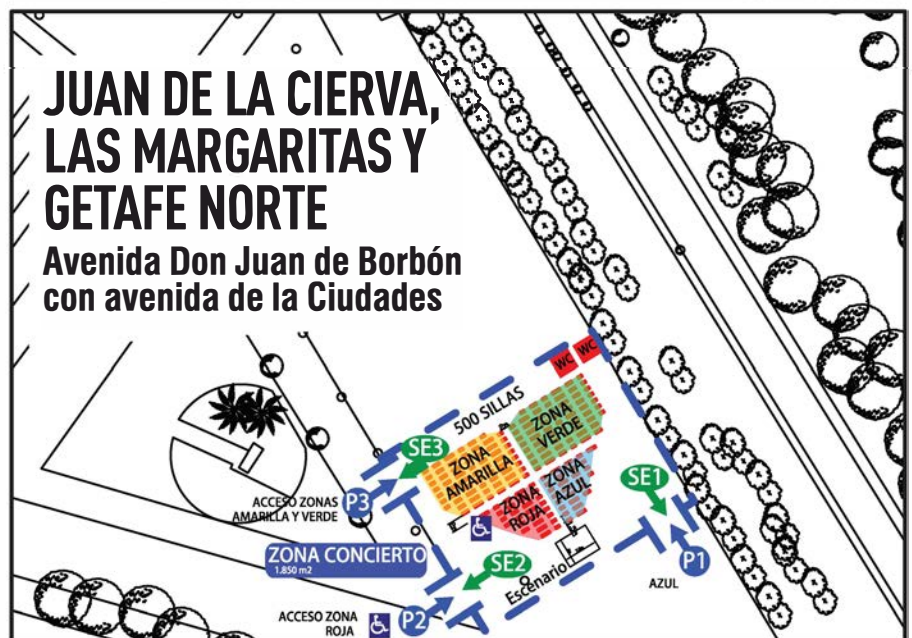 JUAN DE LA CIERVA,
LAS MARGARITAS Y
GETAFE NORTE
Avenida Don Juan de Borbón
con avenida de la Ciudades
WC
WC
500 SILLAS
ZONA
VERDE
SE3
ZONA
AMARILLA
ZONA
AZUL
SE1
ACCESO ZONAS
AMARILLA Y VERDE
P3
ZONA
ROJA
ZONA CONCIERTO
1.850 m2
SE2
Escenario
P1
AZUL
ACCESO ZONA
ROJA
P2